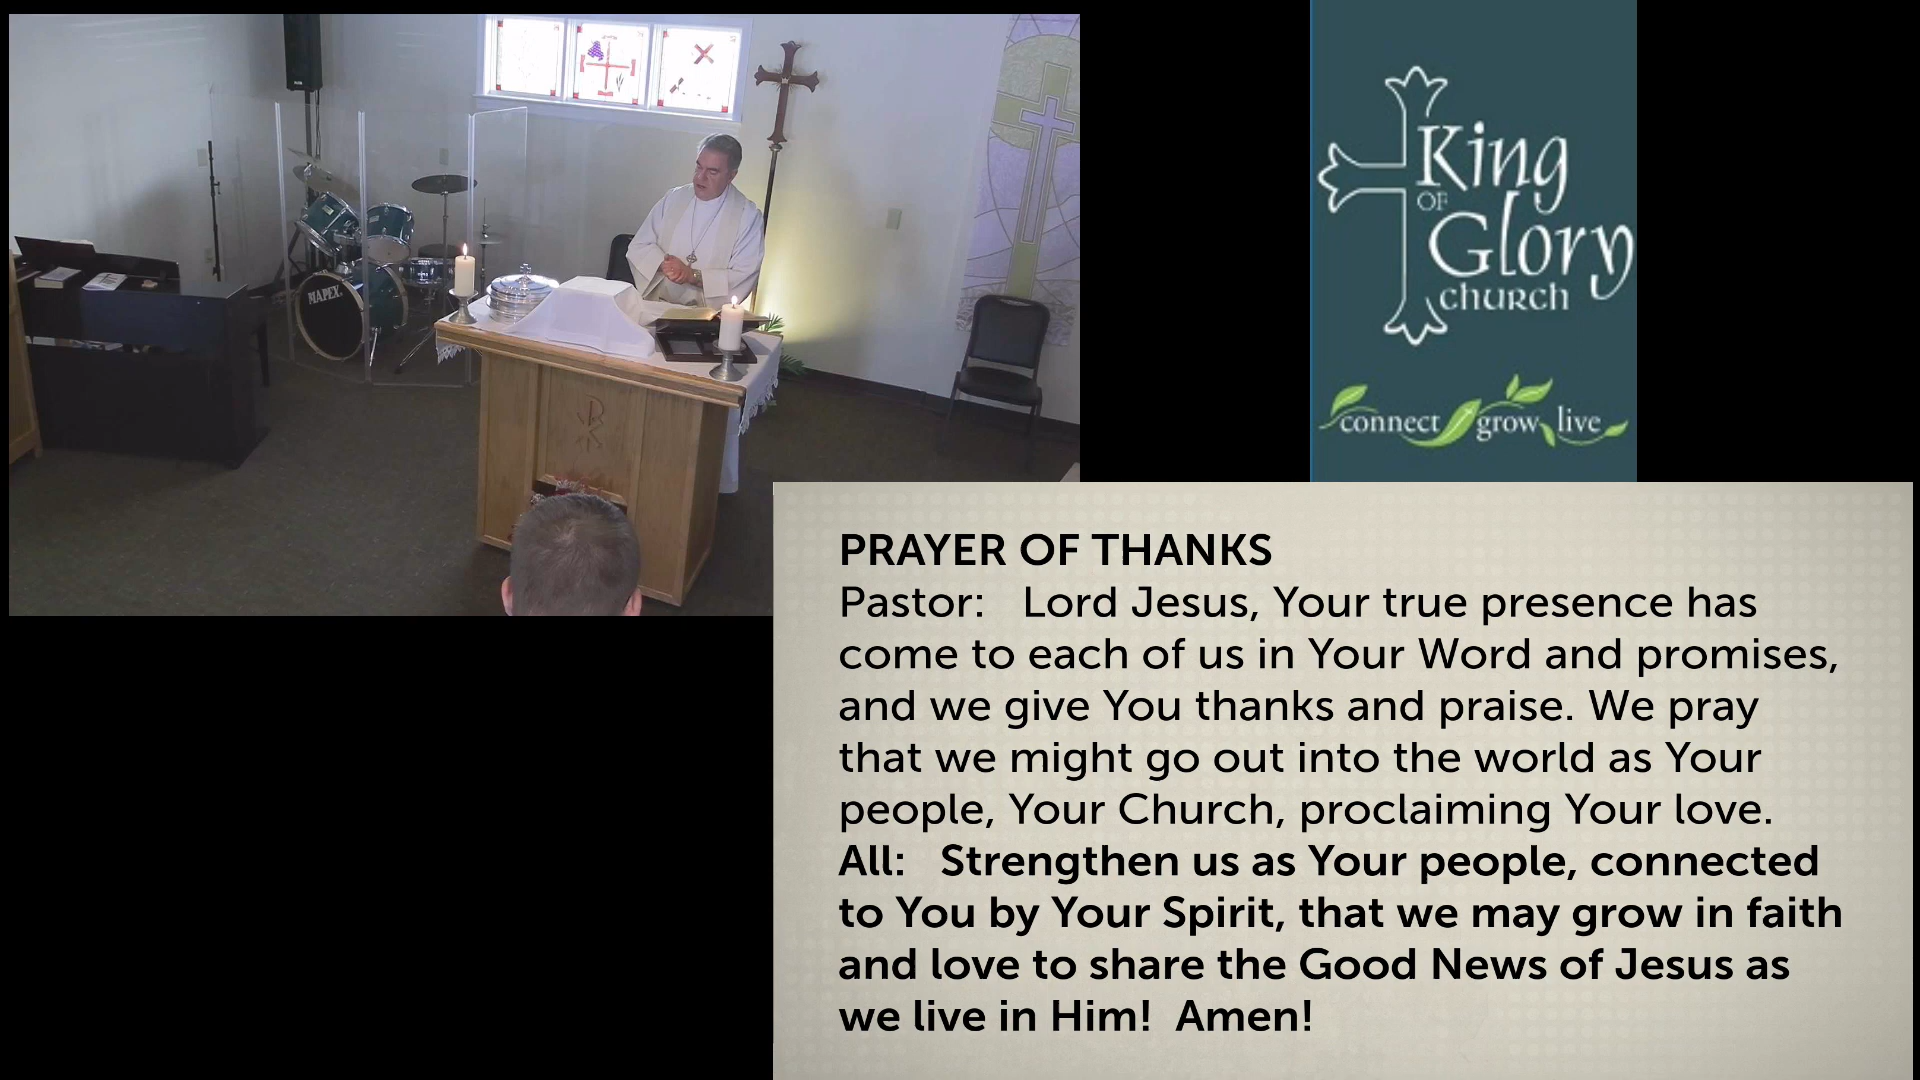 MAPEX
King
OF
Glory
church
connect grow live
PRAYER OF THANKS
Pastor: Lord Jesus, Your true presence has
come to each of us in Your Word and promises,
and we give You thanks and praise. We pray
that we might go out into the world as Your
people, Your Church, proclaiming Your love.
All: Strengthen us as Your people, connected
to You by Your Spirit, that we may grow in faith
and love to share the Good News of Jesus as
we live in Him! Amen!